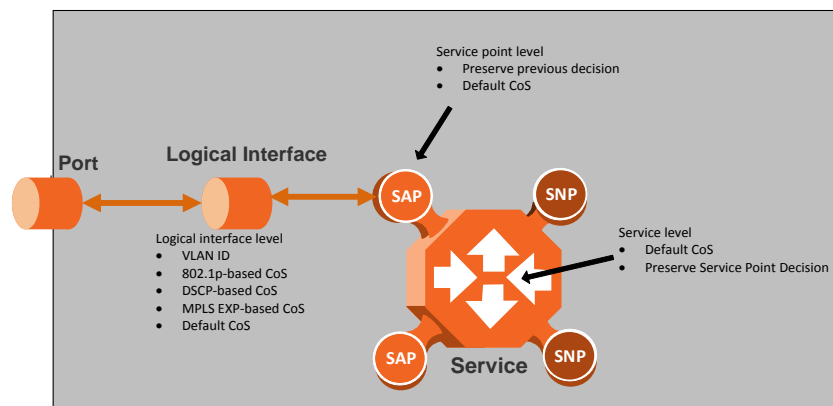 Service point level
• Preserve previous decision
• Default CoS
Port
Logical Interface
SAP
SNP
Logical interface level
• VLAN ID
• 802.1p-based CoS
• DSCP-based CoS
• MPLS EXP-based CoS
• Default CoS
Service level
• Default CoS
• Preserve Service Point Decision
SAP
Service
SNP